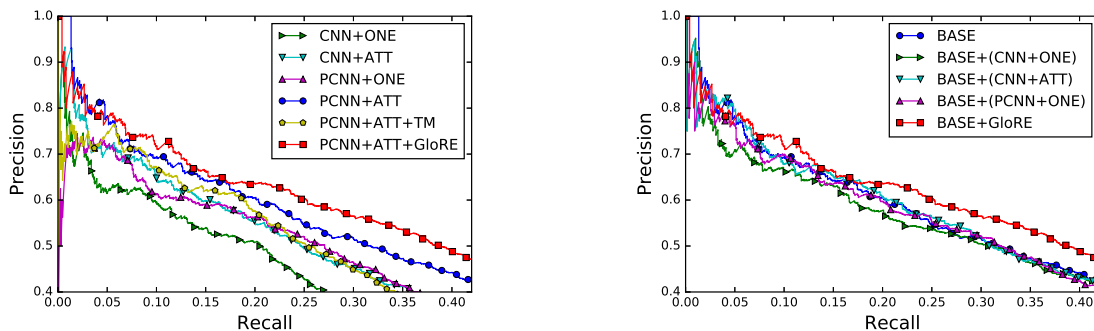 1.0
0.9
0.8
0.7
0.6
0.5
0.4
Precision
0.00
0.05
0.10
0.15
0.20
0.25
0.30
0.35
0.40
Recall
CNN+ONE
CNN+ATT
PCNN+ONE
PCNN+ATT
PCNN+ATT+TM
PCNN+ATT+GloRE
1.0
0.9
0.8
0.7
0.6
0.5
0.4
Precision
0.00
0.05
0.10
0.15
0.20
0.25
0.30
0.35
0.40
Recall
BASE
BASE+(CNN+ONE)
BASE+(CNN+ATT)
BASE+(PCNN+ONE)
BASE+GloRE